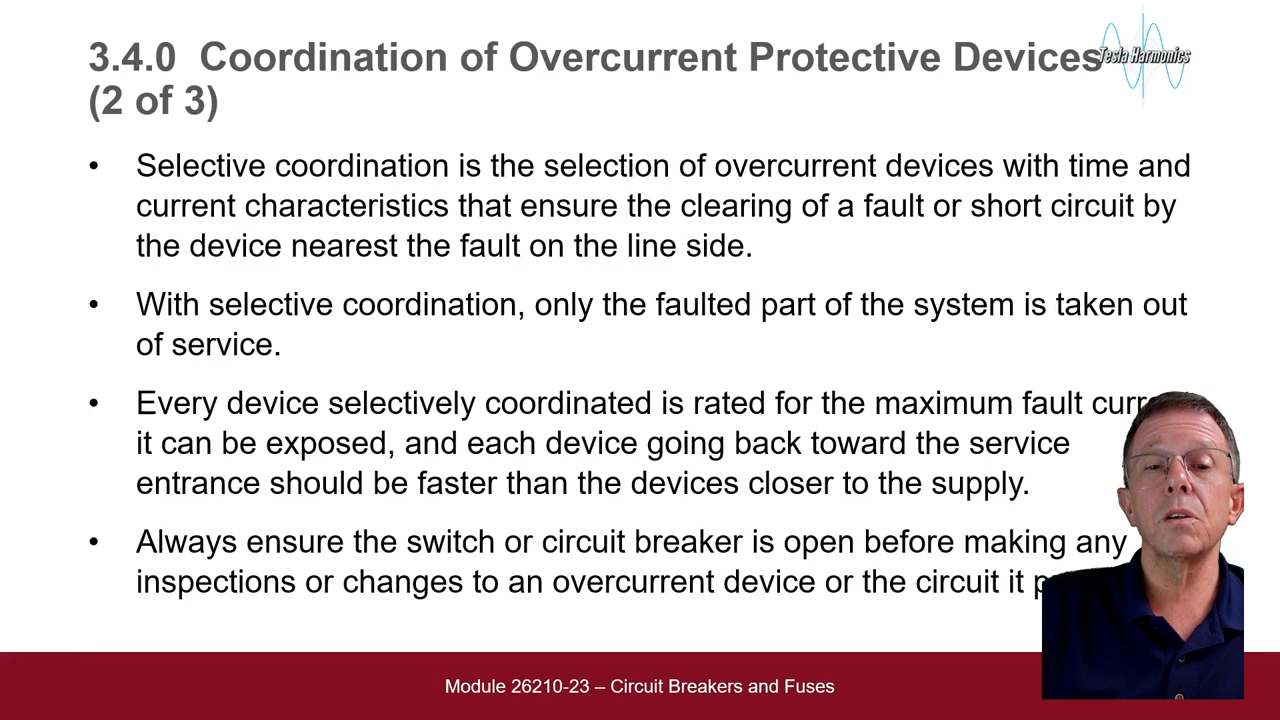 3.4.0 Coordination of Overcurrent Protective Devices
(2 of 3)
Tesla Harmonics
• Selective coordination is the selection of overcurrent devices with time and
current characteristics that ensure the clearing of a fault or short circuit by
the device nearest the fault on the line side.
• With selective coordination, only the faulted part of the system is taken out
of service.
• Every device selectively coordinated is rated for the maximum fault
it can be exposed, and each device going back toward the service
entrance should be faster than the devices closer to the supply.
• Always ensure the switch or circuit breaker is open before making any
inspections or changes to an overcurrent device or the circuit it
Module 26210-23 – Circuit Breakers and Fuses